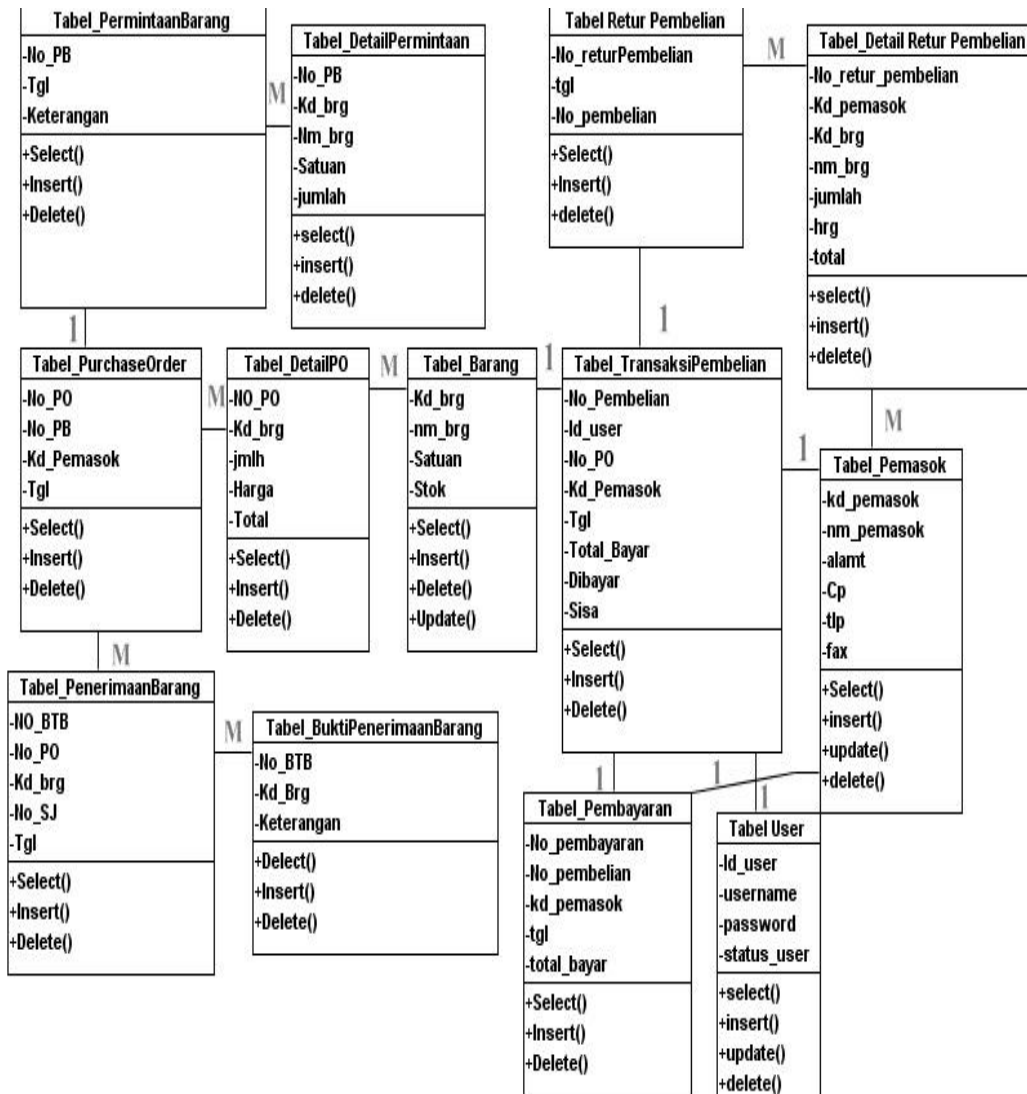 Tabel_PermintaanBarang
-No_PB
-Tgl
-Keterangan
+Select()
+Insert()
+Delete()
M
Tabel_DetailPermintaan
-No_PB
-Kd_brg
-Nm_brg
-Satuan
-jumlah
+select()
+insert()
+delete()
Tabel Retur Pembelian
-No_returPembelian
-tgl
-No_pembelian
+Select()
+Insert()
+delete()
M
Tabel_Detail Retur Pembelian
-No_retur_pembelian
-Kd_pemasok
-Kd_brg
-nm_brg
-jumlah
-hrg
-total
+select()
+insert()
+delete()
1
Tabel_PurchaseOrder
-No_PO
-No_PB
-Kd_Pemasok
-Tgl
+Select()
+Insert()
+Delete()
M
Tabel_DetailPO
-NO_PO
-Kd_brg
-jmlh
-Harga
-Total
+Select()
+Insert()
+Delete()
M
Tabel_Barang
-Kd_brg
-nm_brg
-Satuan
-Stok
+Select()
+Insert()
+Delete()
+Update()
1
1
Tabel_TransaksiPembelian
-No_Pembelian
-Id_user
-No_PO
-Kd_Pemasok
-Tgl
-Total_Bayar
-Dibayar
-Sisa
+Select()
+Insert()
+Delete()
1
M
Tabel_Pemasok
-kd_pemasok
-nm_pemasok
-alamt
-Cp
-tlp
-fax
+Select()
+insert()
+update()
+delete()
M
Tabel_PenerimaanBarang
-NO_BTB
-No_PO
-Kd_brg
-No_SJ
-Tgl
+Select()
+Insert()
+Delete()
M
Tabel_BuktiPenerimaanBarang
-No_BTB
-Kd_Brg
-Keterangan
+Delect()
+Insert()
+Delete()
1
1
1
Tabel_Pembayaran
-No_pembayaran
-No_pembelian
-kd_pemasok
-tgl
-total_bayar
+Select()
+Insert()
+Delete()
Tabel User
-Id_user
-username
-password
-status_user
+select()
+insert()
+update()
+delete()